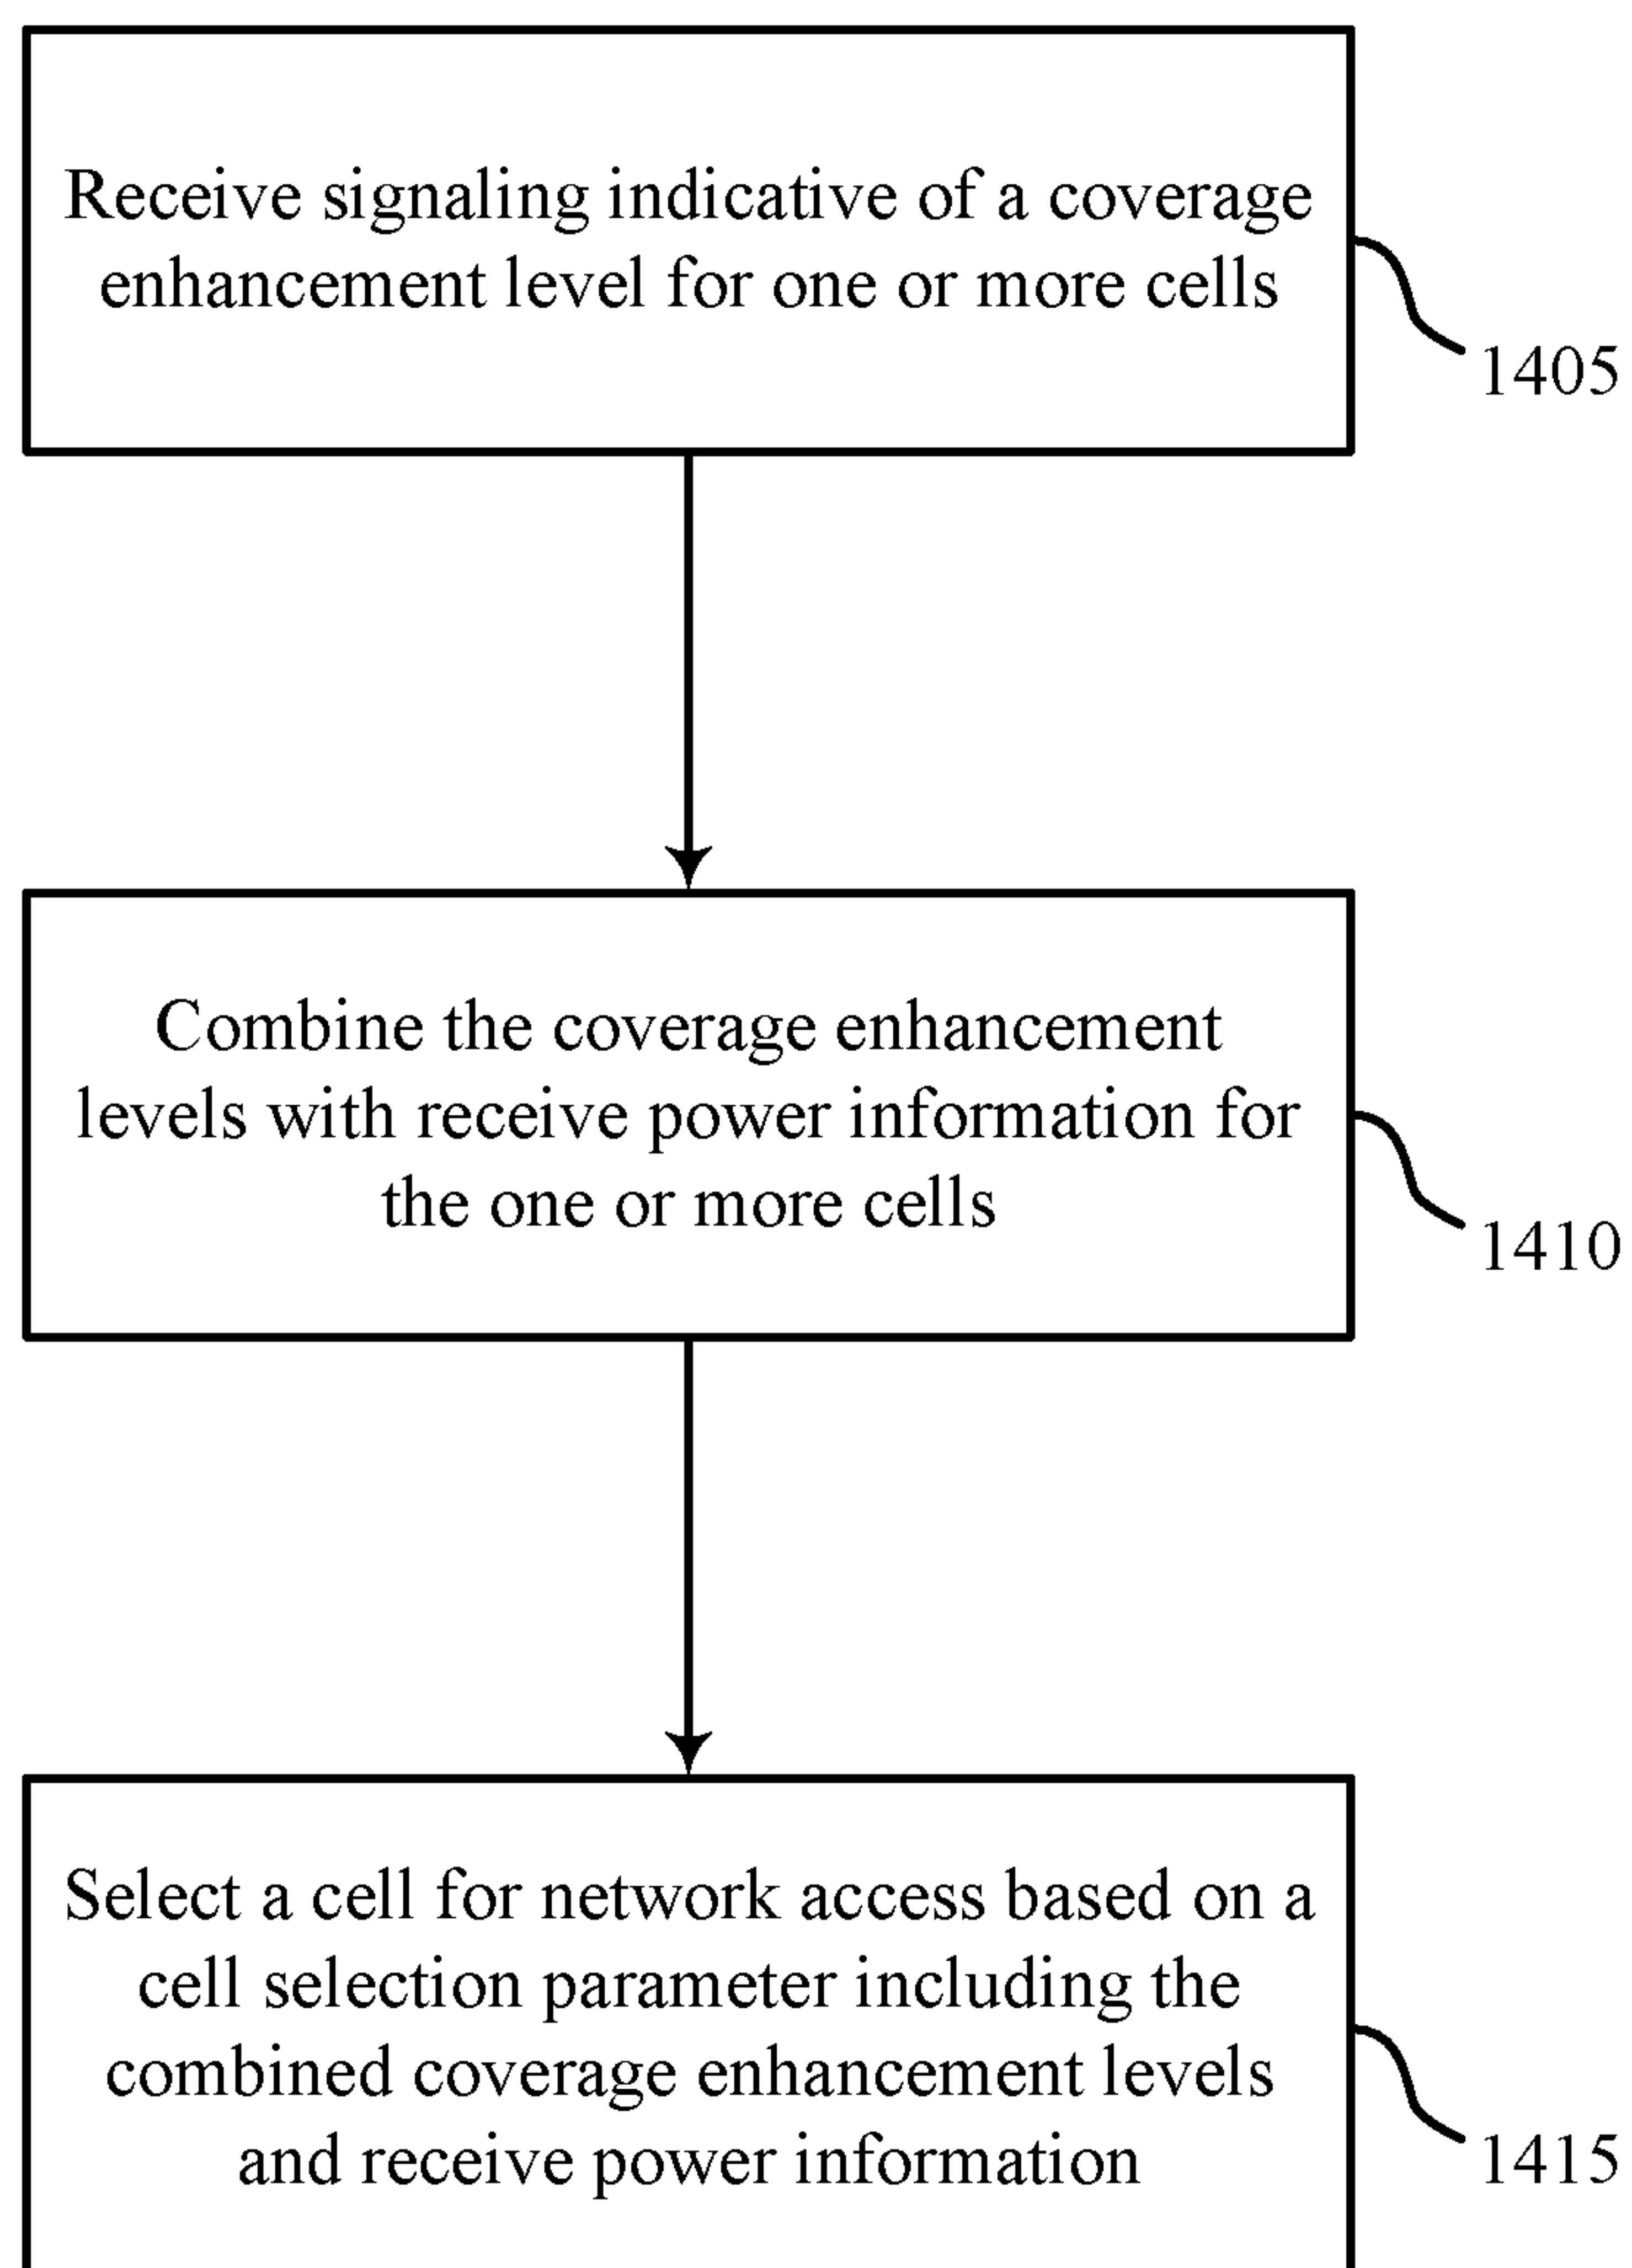 Receive signaling indicative of a coverage
enhancement level for one or more cells
1405
Combine the coverage enhancement
levels with receive power information for
the one or more cells
1410
Select a cell for network access based on a
cell selection parameter including the
combined coverage enhancement levels
and receive power information
1415